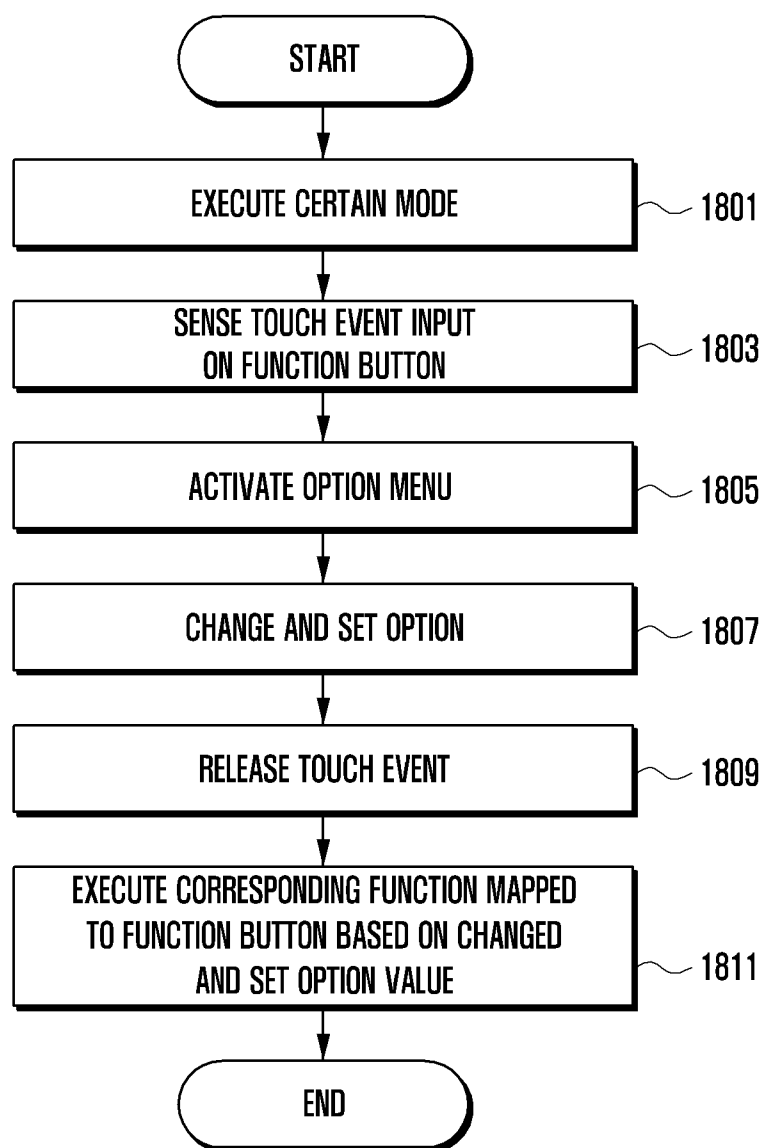 START
EXECUTE CERTAIN MODE
1801
SENSE TOUCH EVENT INPUT
ON FUNCTION BUTTON
1803
ACTIVATE OPTION MENU
1805
CHANGE AND SET OPTION
1807
RELEASE TOUCH EVENT
1809
EXECUTE CORRESPONDING FUNCTION MAPPED
TO FUNCTION BUTTON BASED ON CHANGED
AND SET OPTION VALUE
1811
END